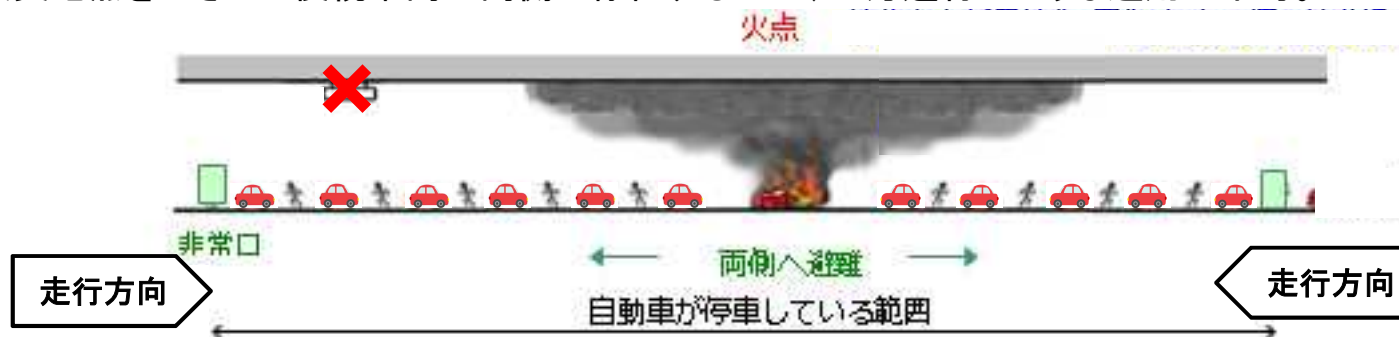 火点
非常口
両側へ避難
走行方向
走行方向
自動車が停車している範囲